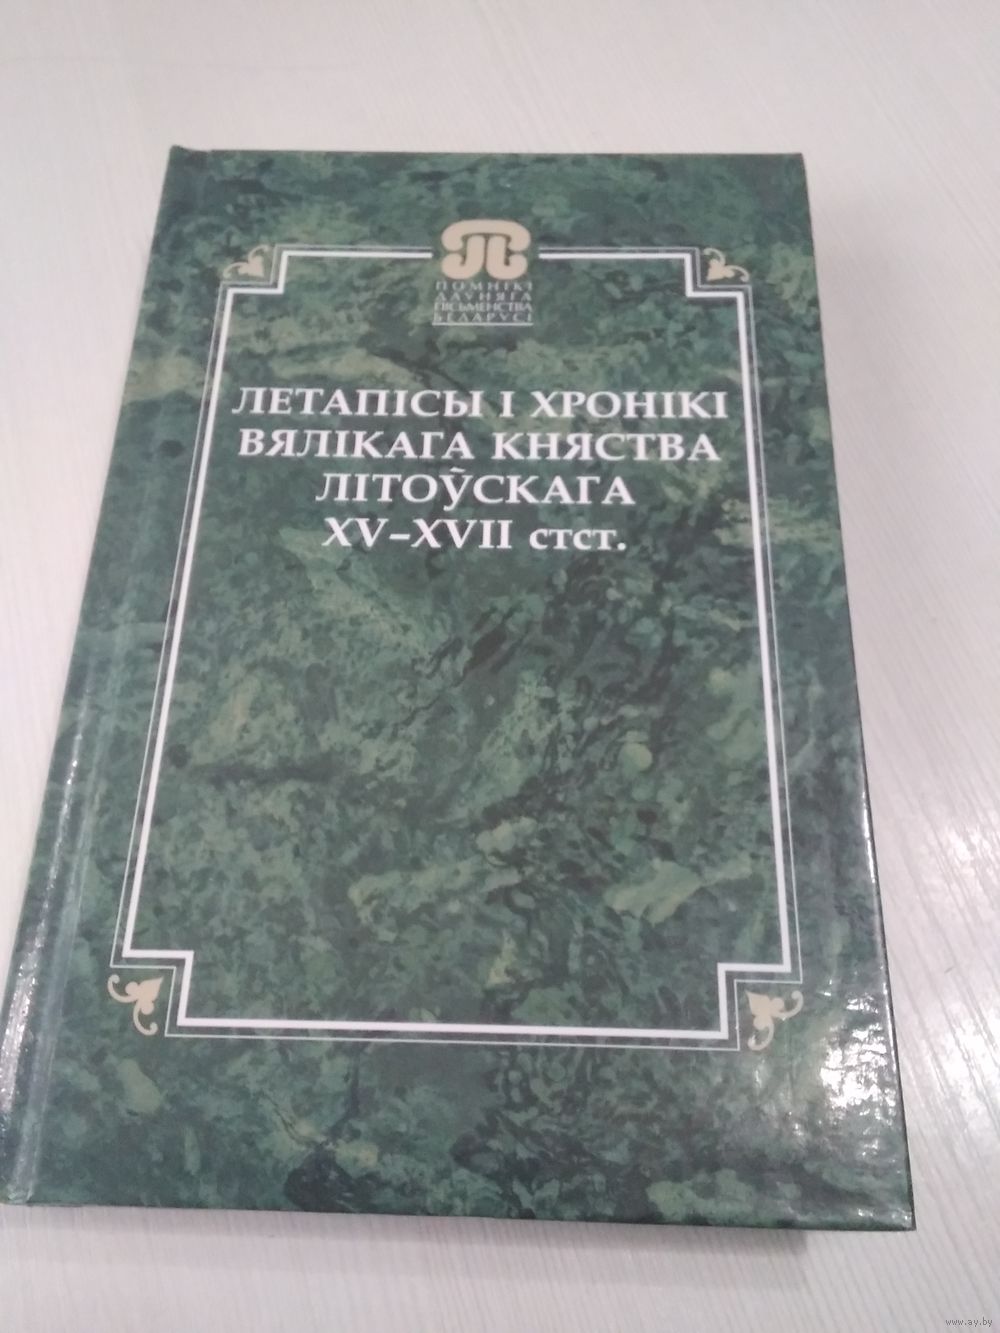 ПОМНІКІ
ДАЎНЯГА
ПІСЬМЕНСТВА
БЕЛАРУСІ
ЛЕТАПІСЫ І ХРОНІКІ
ВЯЛІКАГА КНЯСТВА
ЛІТОЎСКАГА
XV–XVII стст.
www.ay.by